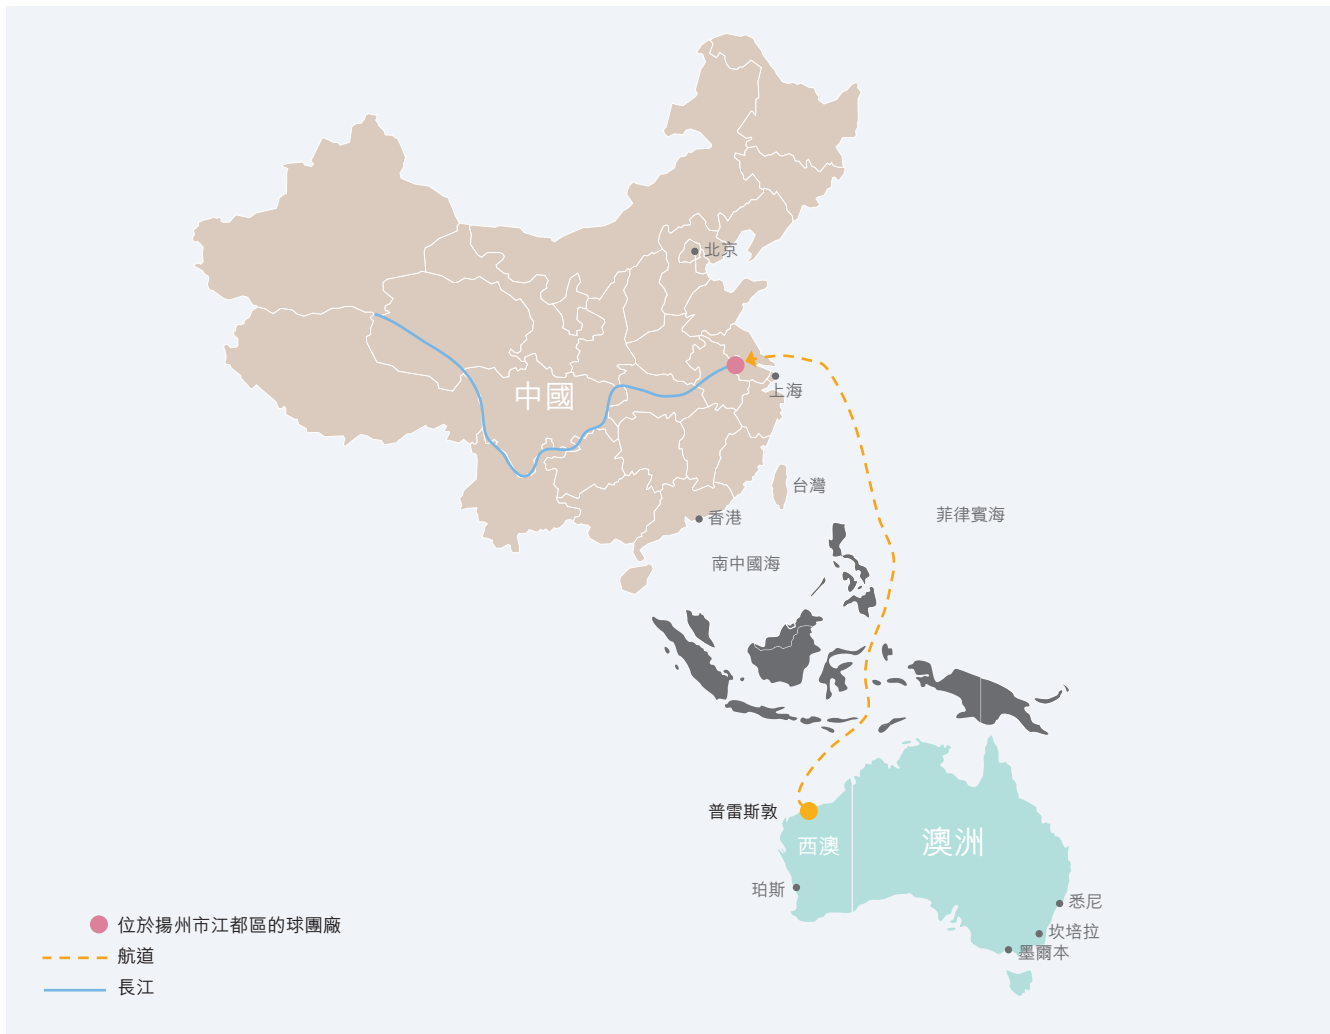 北京
中國
上海
台灣
香港
菲律賓海
南中國海
普雷斯敦
西澳
澳洲
珀斯
悉尼
坎培拉
墨爾本
位於揚州市江都區的球團廠
航道
長江